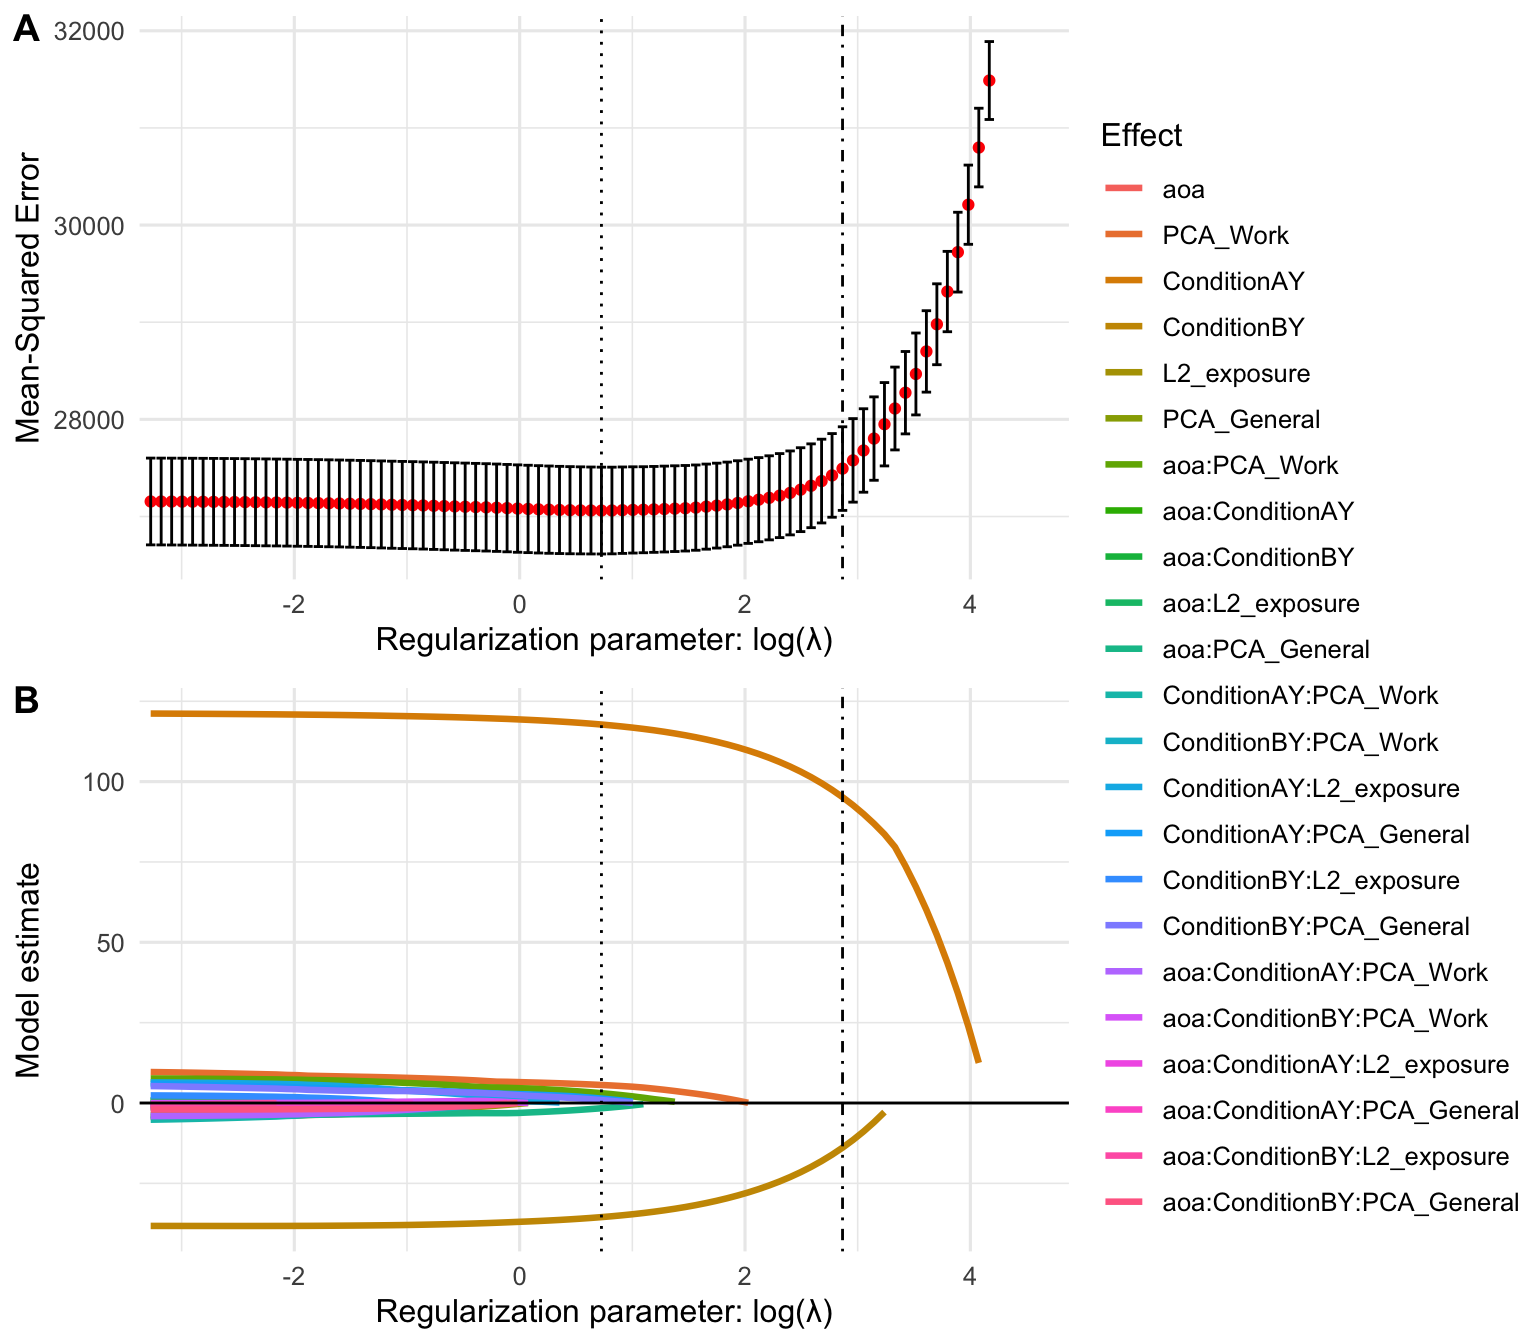 A
32000
30000
28000
Mean-Squared Error
-2 0 2 4
Regularization parameter: log(λ)
B
100
50
0
Model estimate
-2 0 2 4
Regularization parameter: log(λ)
Effect
aoa
PCA_Work
ConditionAY
ConditionBY
L2_exposure
PCA_General
aoa:PCA_Work
aoa:ConditionAY
aoa:ConditionBY
aoa:L2_exposure
aoa:PCA_General
ConditionAY:PCA_Work
ConditionBY:PCA_Work
ConditionAY:L2_exposure
ConditionAY:PCA_General
ConditionBY:L2_exposure
ConditionBY:PCA_General
aoa:ConditionAY:PCA_Work
aoa:ConditionBY:PCA_Work
aoa:ConditionAY:L2_exposure
aoa:ConditionAY:PCA_General
aoa:ConditionBY:L2_exposure
aoa:ConditionBY:PCA_General